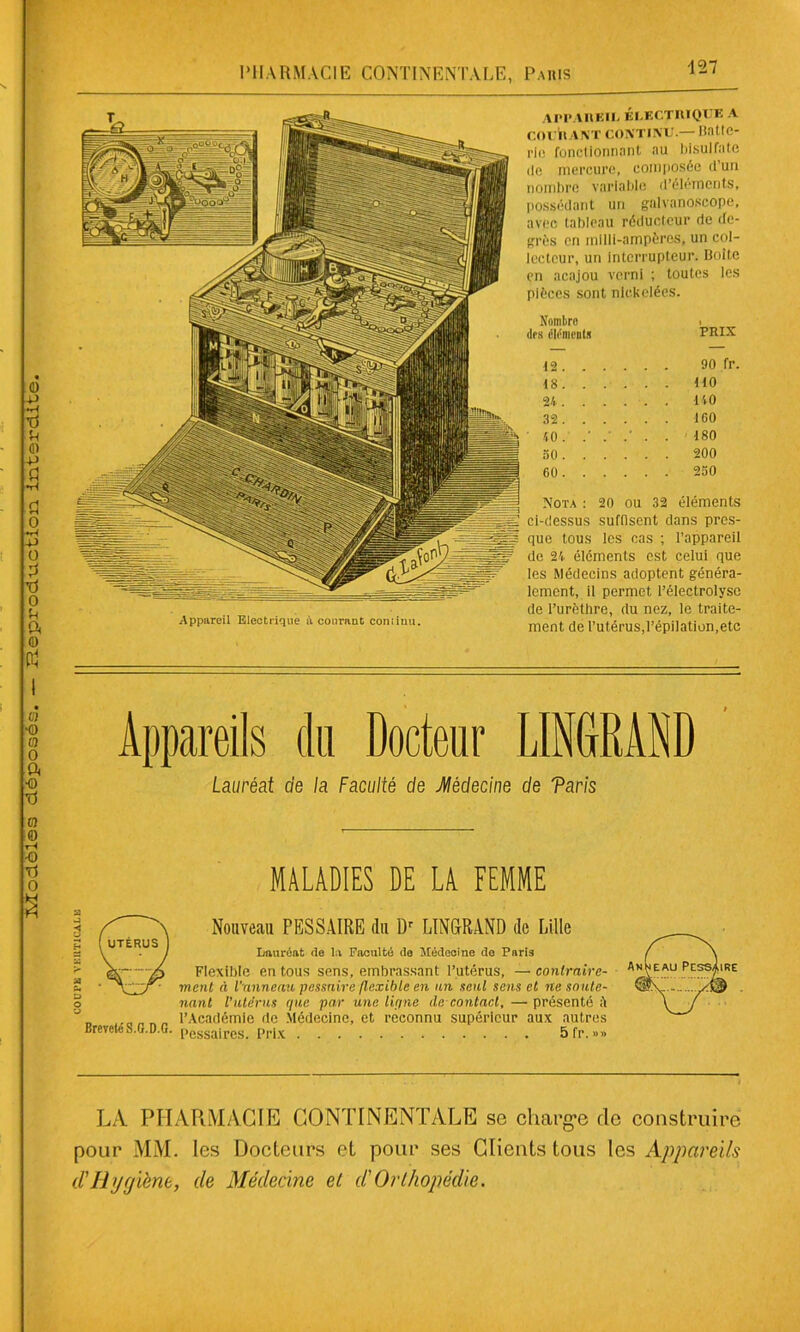 PHARMACIE CONTINENTALE, PARIS
127
APPAREIL ÉLECTRIQUE A
COURANT CONTINU.— Batte-
rie fonctionnant au bisulfate
de mercure, composée d'un
nombre variable d'éléments,
possédant un galvanoscope,
avec tableau réducteur de de-
grés en milli-ampères, un col-
lecteur, un interrupteur. Boîte
en acajou verni ; toutes les
pièces sont nickelées.
Nombre
des éléments
PRIX
12 . . . . . . 90 fr.
18 . . . . . . 110
24 . . . . . . 140
32 . . . . . . 160
40 . . . . . . 180
50 . . . . . . 200
60 . . . . . . 250
NOTA : 20 ou 32 éléments
ci-dessus suffisent dans pres-
que tous les cas ; l'appareil
de 24 éléments est celui que
les Médecins adoptent généra-
lement, il permet l'électrolyse
de l'urèthre, du nez, le traite-
ment de l'utérus,l'épilation,etc
T
X
H
N
Q
P
C. CHARDIN
PARIS
G. Lafont
Appareil Electrique à courant continu.
Modèles déposés. — Reproduction interdite.
Appareils du Docteur LINGRAND
Lauréat de la Faculté de Médecine de Paris
MALADIES DE LA FEMME
COUPE VERTICALE
UTÉRUS
Breveté S.G.D.G.
Nouveau PESSAIRE du Dr LINGRAND de Lille
Lauréat de la Faculté de Médecine de Paris
Flexible en tous sens, embrassant l'utérus, — contraire-
ment à l'anneau pessaire flexible en un seul sens et ne soute-
nant l'utérus que par une ligne de contact, — présenté à
l'Académie de Médecine, et reconnu supérieur aux autres
Pessaires. Prix . . . . . . . . . . . . . 5 fr. »»
ANNEAU PESSAIRE
LA PHARMACIE CONTINENTALE se charge de construire
pour MM. les Docteurs et pour ses Clients tous les Appareils
d'Hygiène, de Médecine et d'Orthopédie.